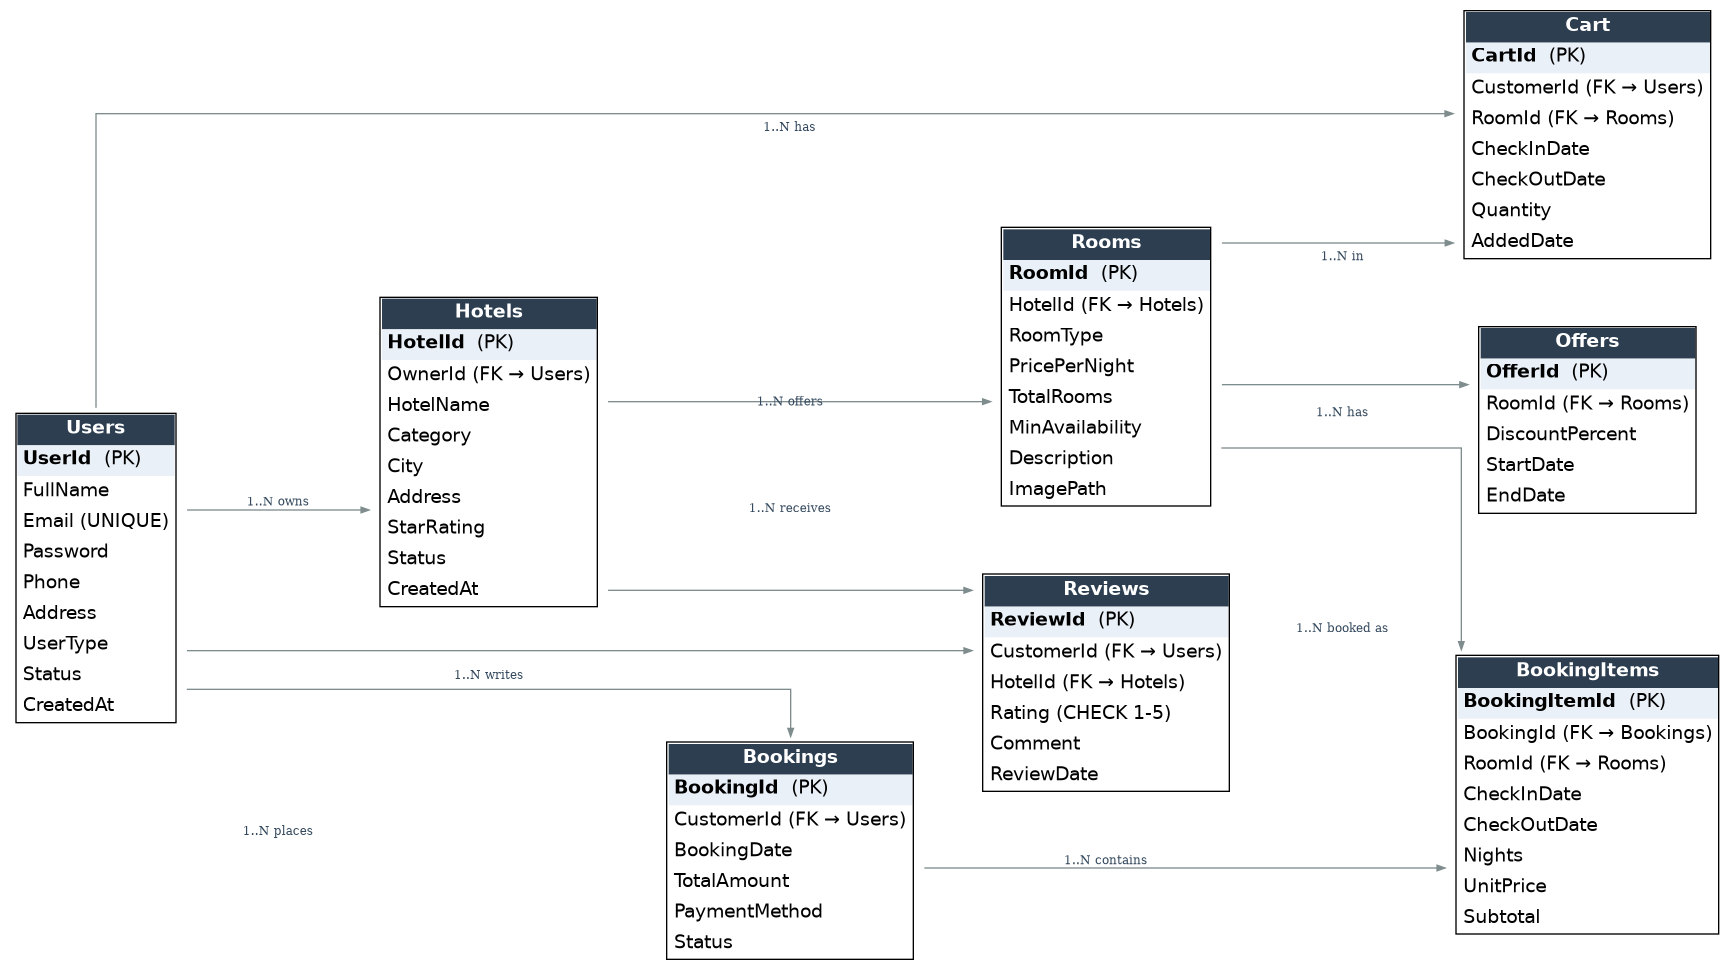 Cart
CartId (PK)
CustomerId (FK → Users)
RoomId (FK → Rooms)
CheckInDate
CheckOutDate
Quantity
AddedDate
1..N has
Rooms
RoomId (PK)
HotelId (FK → Hotels)
RoomType
PricePerNight
TotalRooms
MinAvailability
Description
ImagePath
1..N in
Hotels
HotelId (PK)
OwnerId (FK → Users)
HotelName
Category
City
Address
StarRating
Status
CreatedAt
1..N offers
Offers
OfferId (PK)
RoomId (FK → Rooms)
DiscountPercent
StartDate
EndDate
1..N has
Users
UserId (PK)
FullName
Email (UNIQUE)
Password
Phone
Address
UserType
Status
CreatedAt
1..N owns
1..N receives
Reviews
ReviewId (PK)
CustomerId (FK → Users)
HotelId (FK → Hotels)
Rating (CHECK 1-5)
Comment
ReviewDate
1..N booked as
1..N writes
BookingItems
BookingItemId (PK)
BookingId (FK → Bookings)
RoomId (FK → Rooms)
CheckInDate
CheckOutDate
Nights
UnitPrice
Subtotal
Bookings
BookingId (PK)
CustomerId (FK → Users)
BookingDate
TotalAmount
PaymentMethod
Status
1..N places
1..N contains